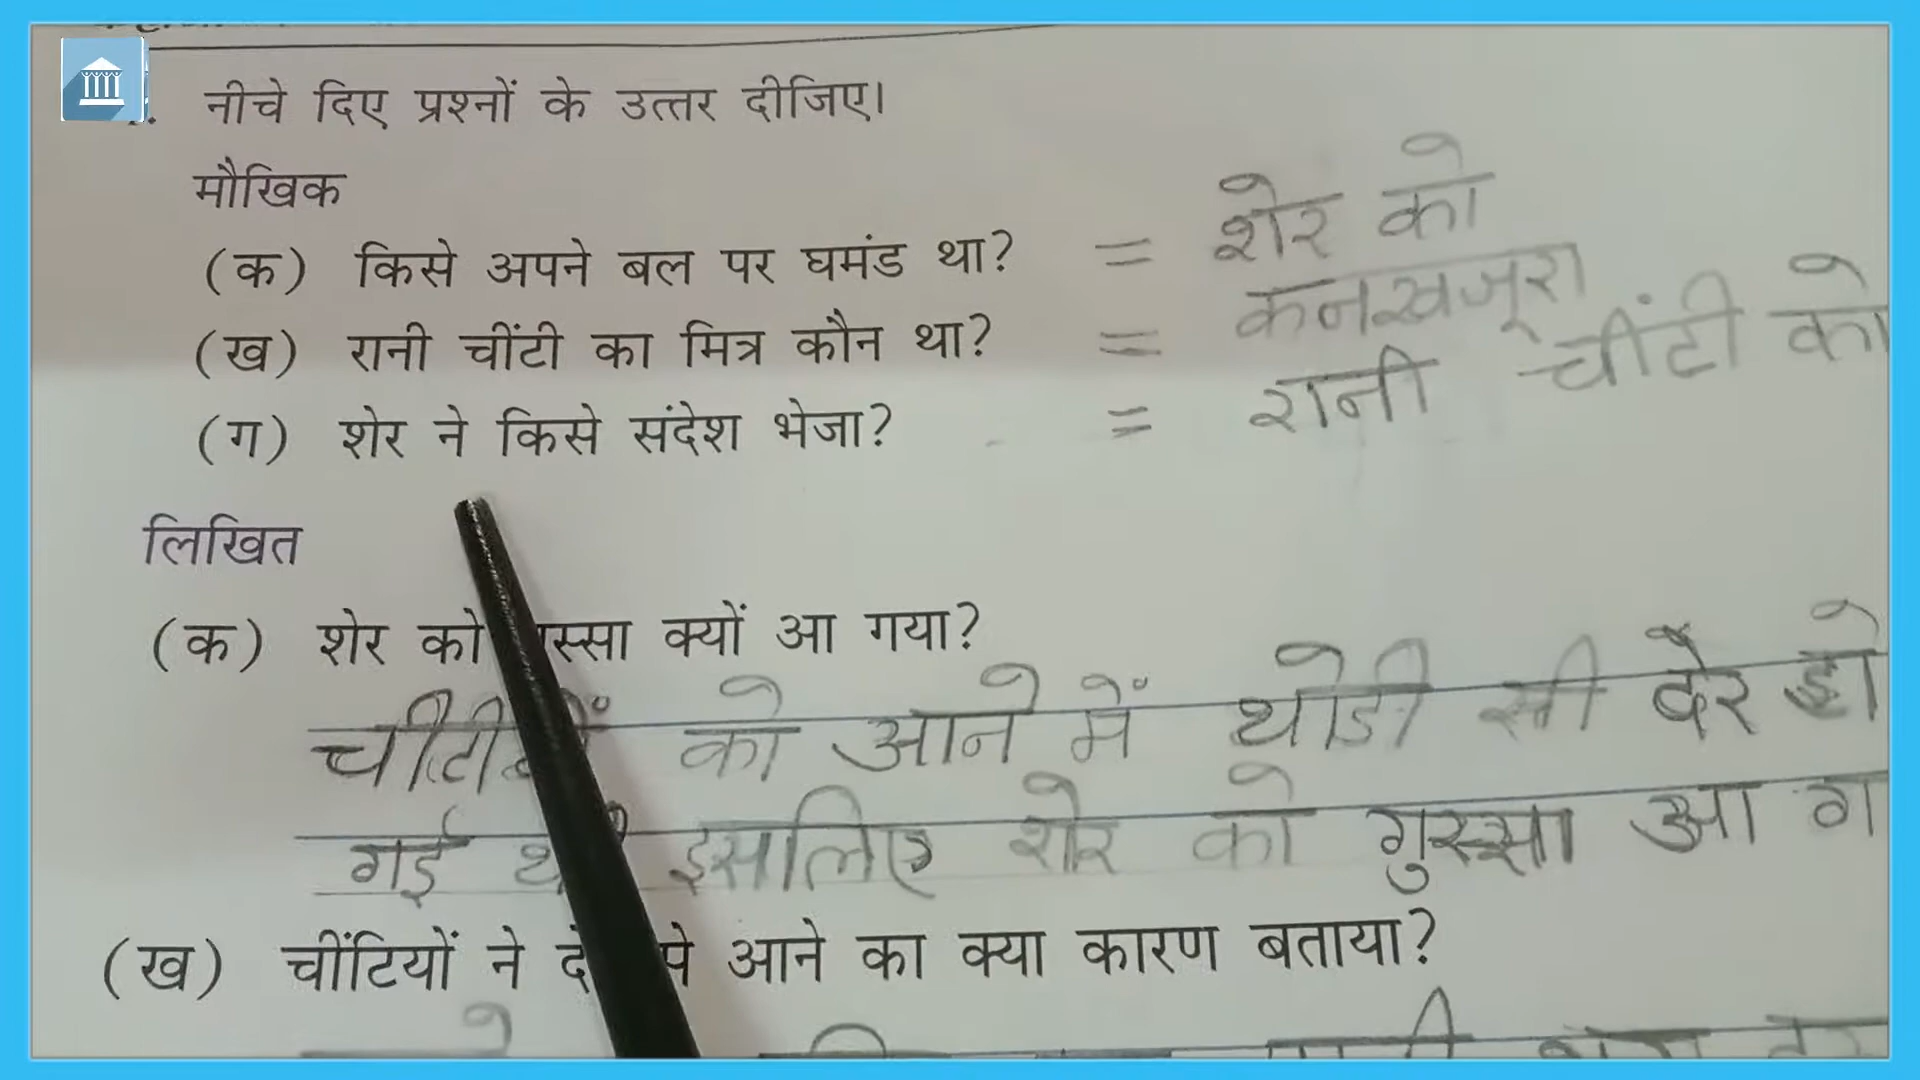 नीचे दिए प्रश्नों के उत्तर दीजिए।
मौखिक
(क) किसे अपने बल पर घमंड था? = शेर को
(ख) रानी चींटी का मित्र कौन था? = कनखजूरा
(ग) शेर ने किसे संदेश भेजा? = रानी चींटी को
लिखित
(क) शेर को स्सा क्यों आ गया?
को आने में थोडी सी देर हो
गई इसलिए शेर को गुस्सा आ ग
(ख) चींटियों ने आने का क्या कारण बताया?